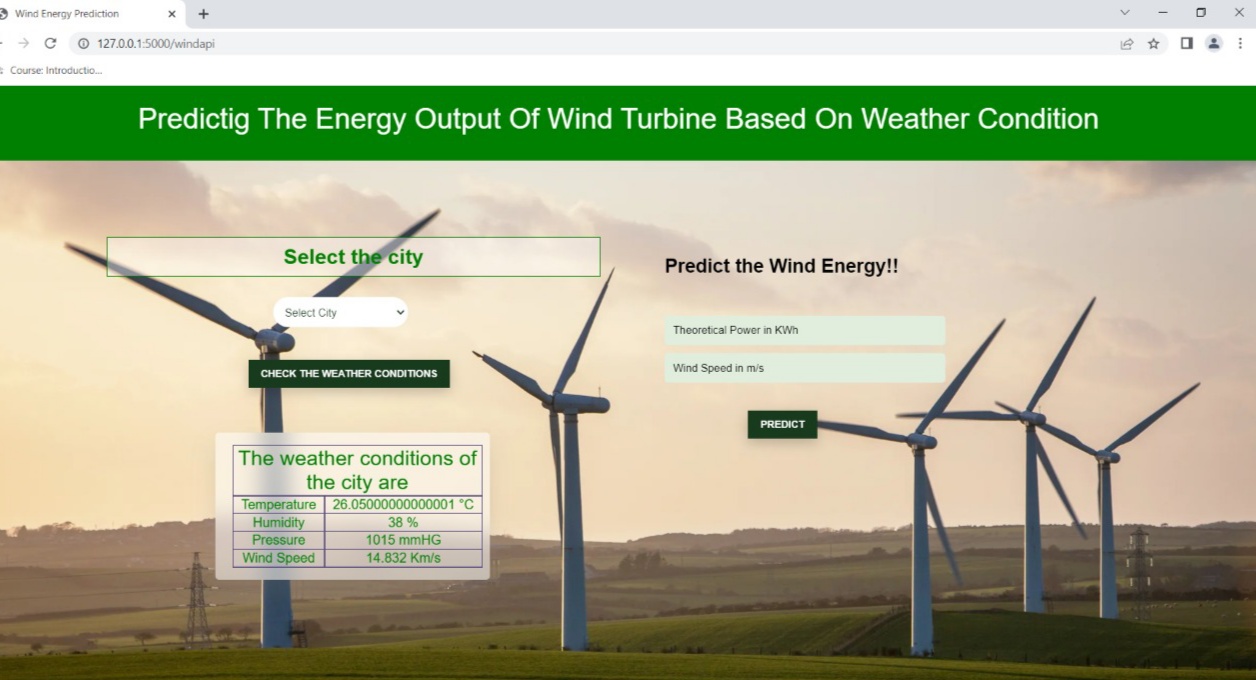 Wind Energy Prediction
127.0.0.1:5000/windapi
Course: Introductio...
Predictig The Energy Output Of Wind Turbine Based On Weather Condition
Select the city
Select City
CHECK THE WEATHER CONDITIONS
The weather conditions of
the city are
Temperature 26.05000000000001 °C
Humidity 38 %
Pressure 1015 mmHG
Wind Speed 14.832 Km/s
Predict the Wind Energy!!
Theoretical Power in KWh
Wind Speed in m/s
PREDICT